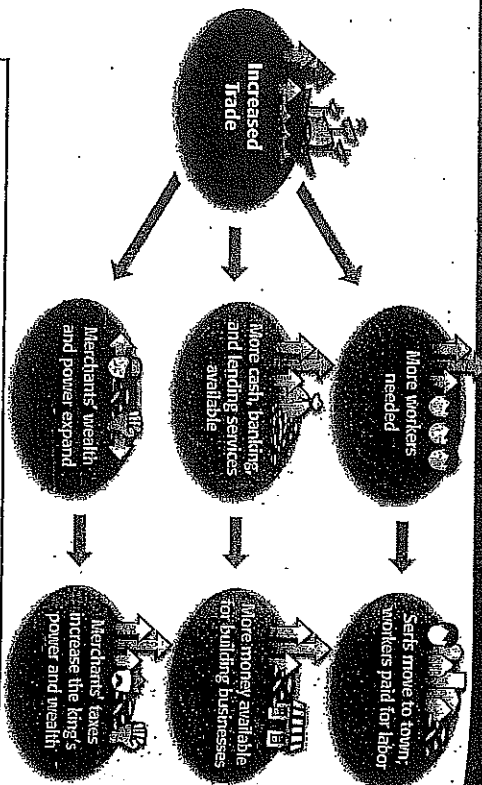 Increased
Trade
More workers
needed
Serfs move to town;
workers paid for labor
More cash, banking,
and lending services
available
More money available
for building businesses
Merchants' wealth
and power expand
Merchants' taxes
increase the king's
power and wealth